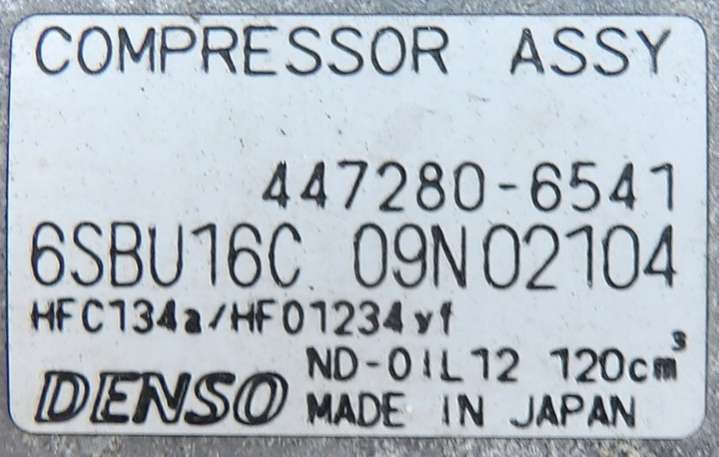 COMPRESSOR ASSY
447280-6541
6SBU16C 09N02104
HFC134a/HFO1234yf
ND-OIL12 120cm³
DENSO MADE IN JAPAN